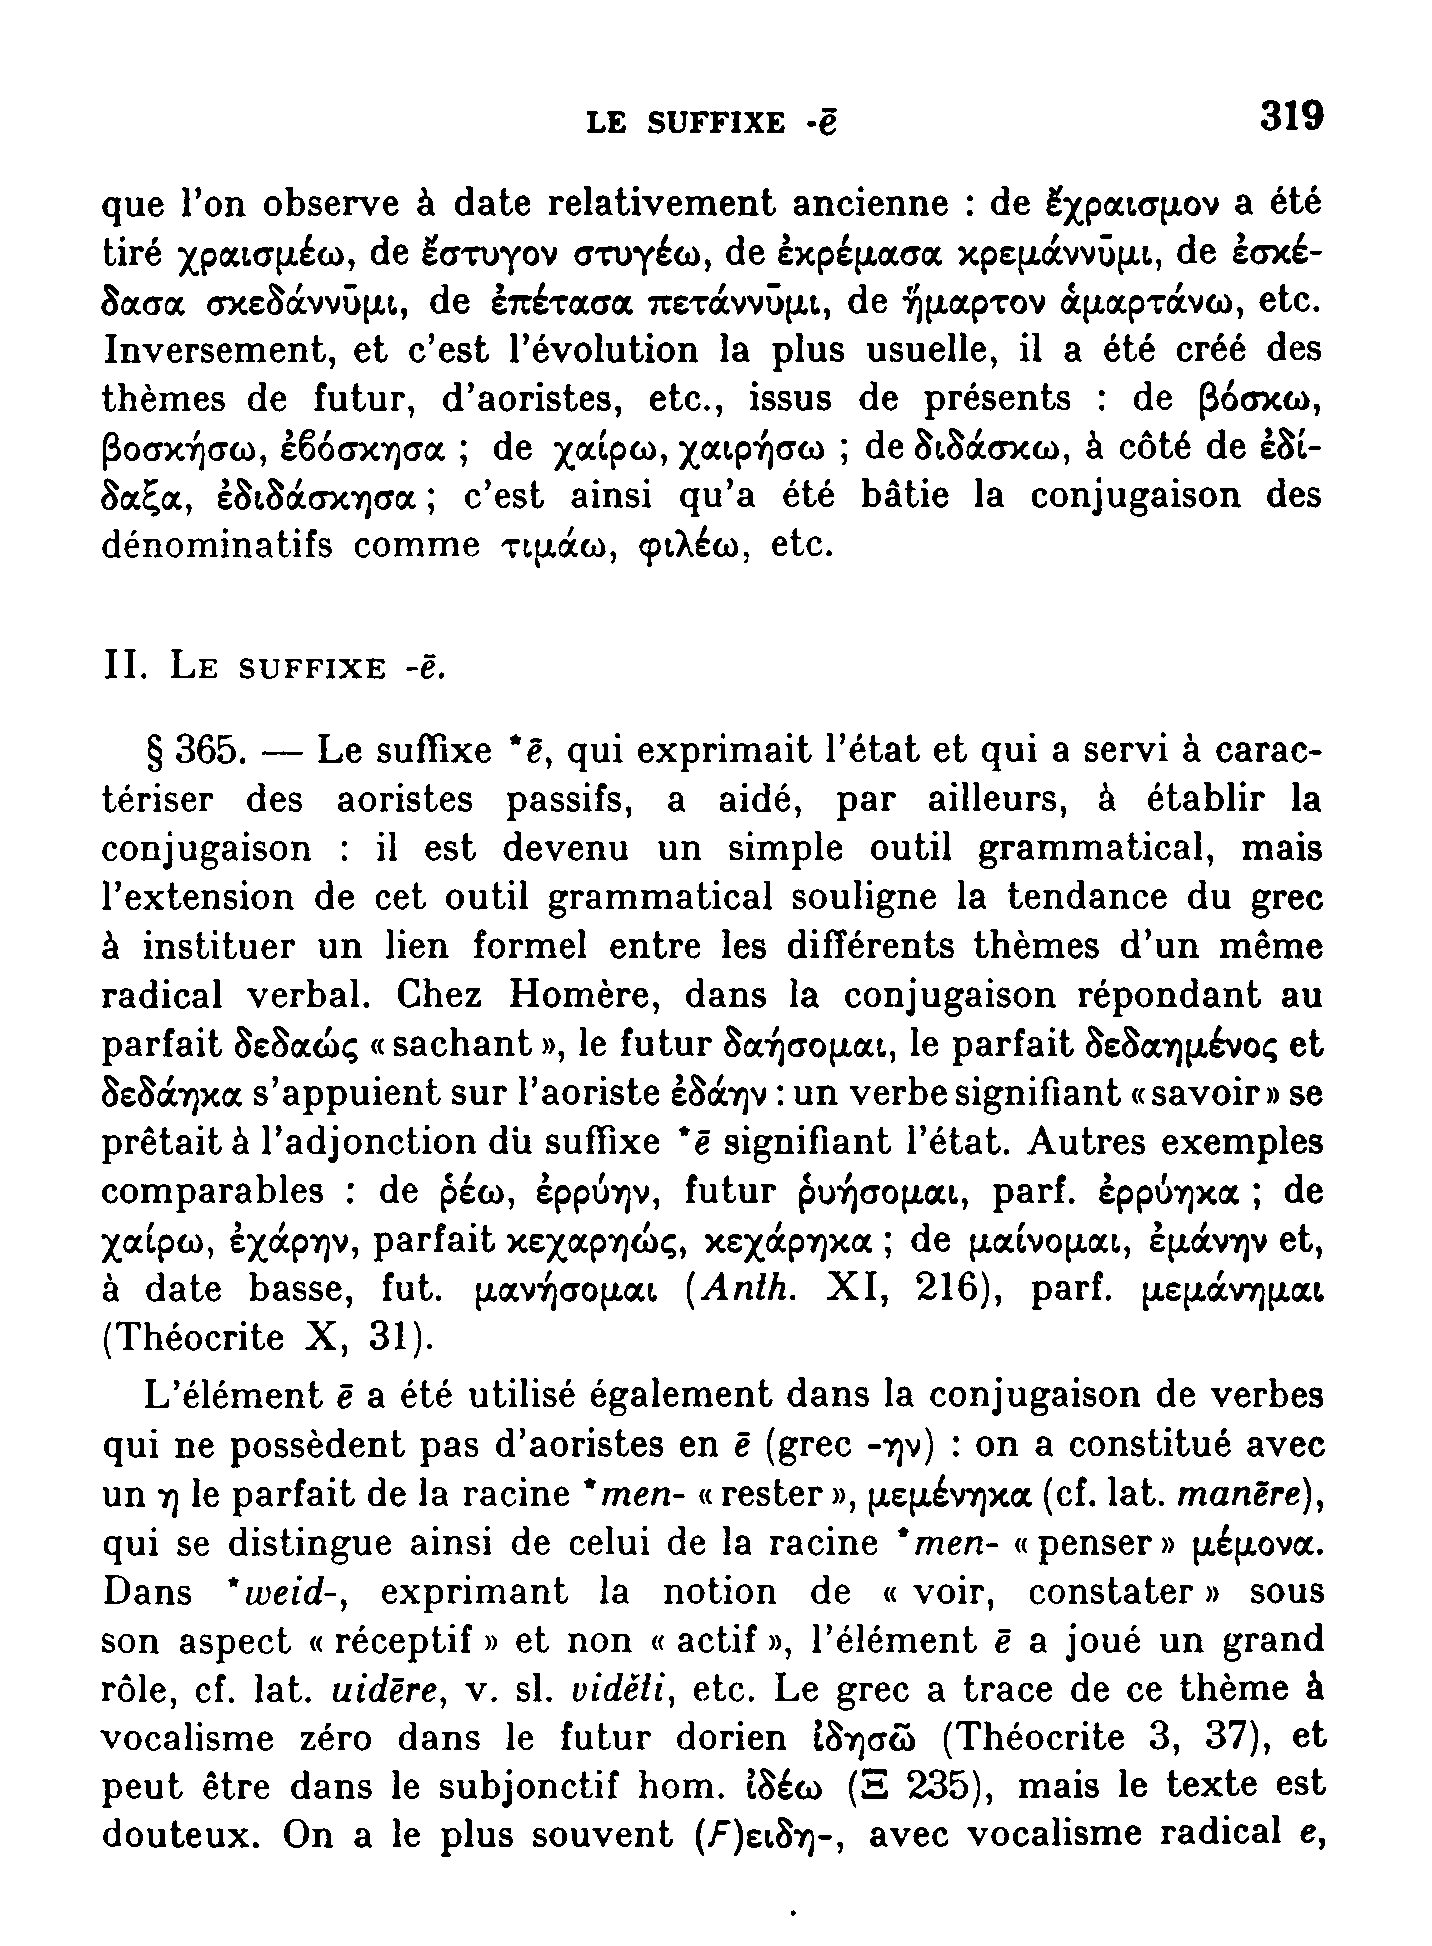 LE SUFFIXE -ē 319
que l’on observe à date relativement ancienne : de ἔχραισμον a été
tiré χραισμέω, de ἔστυγον στυγέω, de ἐκρέμασα κρεμάννῡμι, de ἐσκέ-
δασα σκεδάννῡμι, de ἐπέτασα πετάννῡμι, de ἥμαρτον ἁμαρτάνω, etc.
Inversement, et c’est l’évolution la plus usuelle, il a été créé des
thèmes de futur, d’aoristes, etc., issus de présents : de βόσκω,
βοσκήσω, ἐϐόσκησα ; de χαίρω, χαιρήσω ; de διδάσκω, à côté de ἐδί-
δαξα, ἐδιδάσκησα ; c’est ainsi qu’a été bâtie la conjugaison des
dénominatifs comme τιμάω, φιλέω, etc.
II. LE SUFFIXE -ē.
§ 365. — Le suffixe *ē, qui exprimait l’état et qui a servi à carac-
tériser des aoristes passifs, a aidé, par ailleurs, à établir la
conjugaison : il est devenu un simple outil grammatical, mais
l’extension de cet outil grammatical souligne la tendance du grec
à instituer un lien formel entre les différents thèmes d’un même
radical verbal. Chez Homère, dans la conjugaison répondant au
parfait δεδαώς « sachant », le futur δαήσομαι, le parfait δεδαημένος et
δεδάηκα s’appuient sur l’aoriste ἐδάην : un verbe signifiant « savoir » se
prêtait à l’adjonction du suffixe *ē signifiant l’état. Autres exemples
comparables : de ῥέω, ἐρρύην, futur ῥυήσομαι, parf. ἐρρύηκα ; de
χαίρω, ἐχάρην, parfait κεχαρηώς, κεχάρηκα ; de μαίνομαι, ἐμάνην et,
à date basse, fut. μανήσομαι (Anth. XI, 216), parf. μεμάνημαι
(Théocrite X, 31).
L’élément ē a été utilisé également dans la conjugaison de verbes
qui ne possèdent pas d’aoristes en ē (grec -ην) : on a constitué avec
un η le parfait de la racine *men- « rester », μεμένηκα (cf. lat. manēre),
qui se distingue ainsi de celui de la racine *men- « penser » μέμονα.
Dans *weid-, exprimant la notion de « voir, constater » sous
son aspect « réceptif » et non « actif », l’élément ē a joué un grand
rôle, cf. lat. uidēre, v. sl. viděti, etc. Le grec a trace de ce thème à
vocalisme zéro dans le futur dorien ἰδησῶ (Théocrite 3, 37), et
peut être dans le subjonctif hom. ἰδέω (Ξ 235), mais le texte est
douteux. On a le plus souvent (F)ειδη-, avec vocalisme radical e,